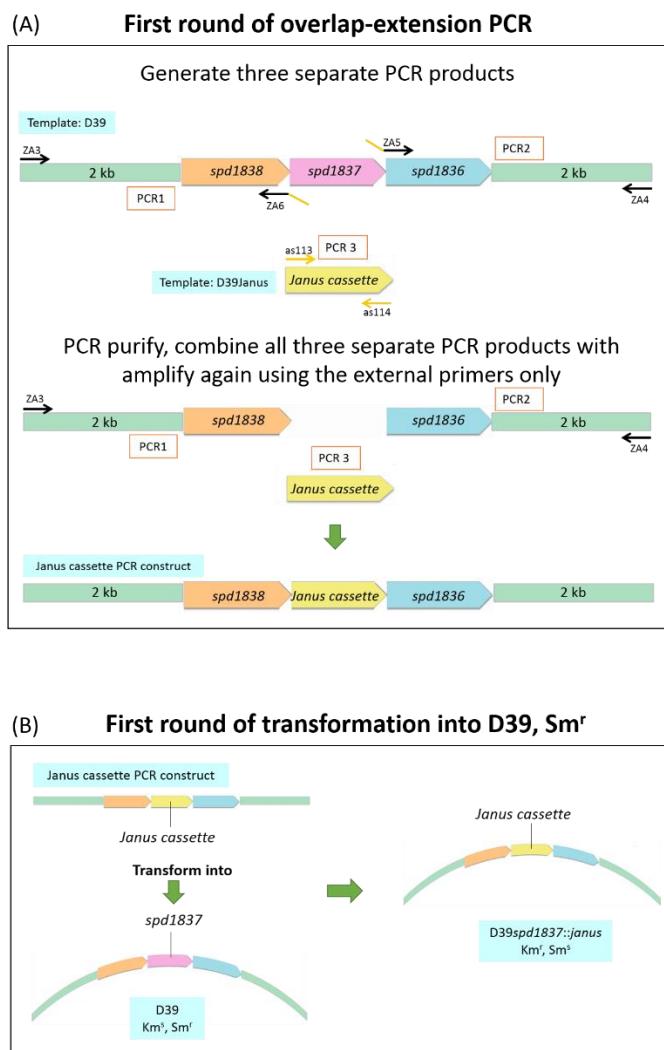 (A) First round of overlap-extension PCR
Generate three separate PCR products
Template: D39
ZA3
ZA5
PCR2
2 kb
spd1838
spd1837
spd1836
2 kb
PCR1
ZA6
ZA4
as113
PCR 3
Template: D39Janus
Janus cassette
as114
PCR purify, combine all three separate PCR products with
amplify again using the external primers only
ZA3
PCR2
2 kb
spd1838
spd1836
2 kb
PCR1
ZA4
PCR 3
Janus cassette
Janus cassette PCR construct
2 kb
spd1838
Janus cassette
spd1836
2 kb
(B) First round of transformation into D39, Smʳ
Janus cassette PCR construct
Janus cassette
Transform into
spd1837
D39
Kmˢ, Smʳ
Janus cassette
D39spd1837::janus
Kmʳ, Smˢ